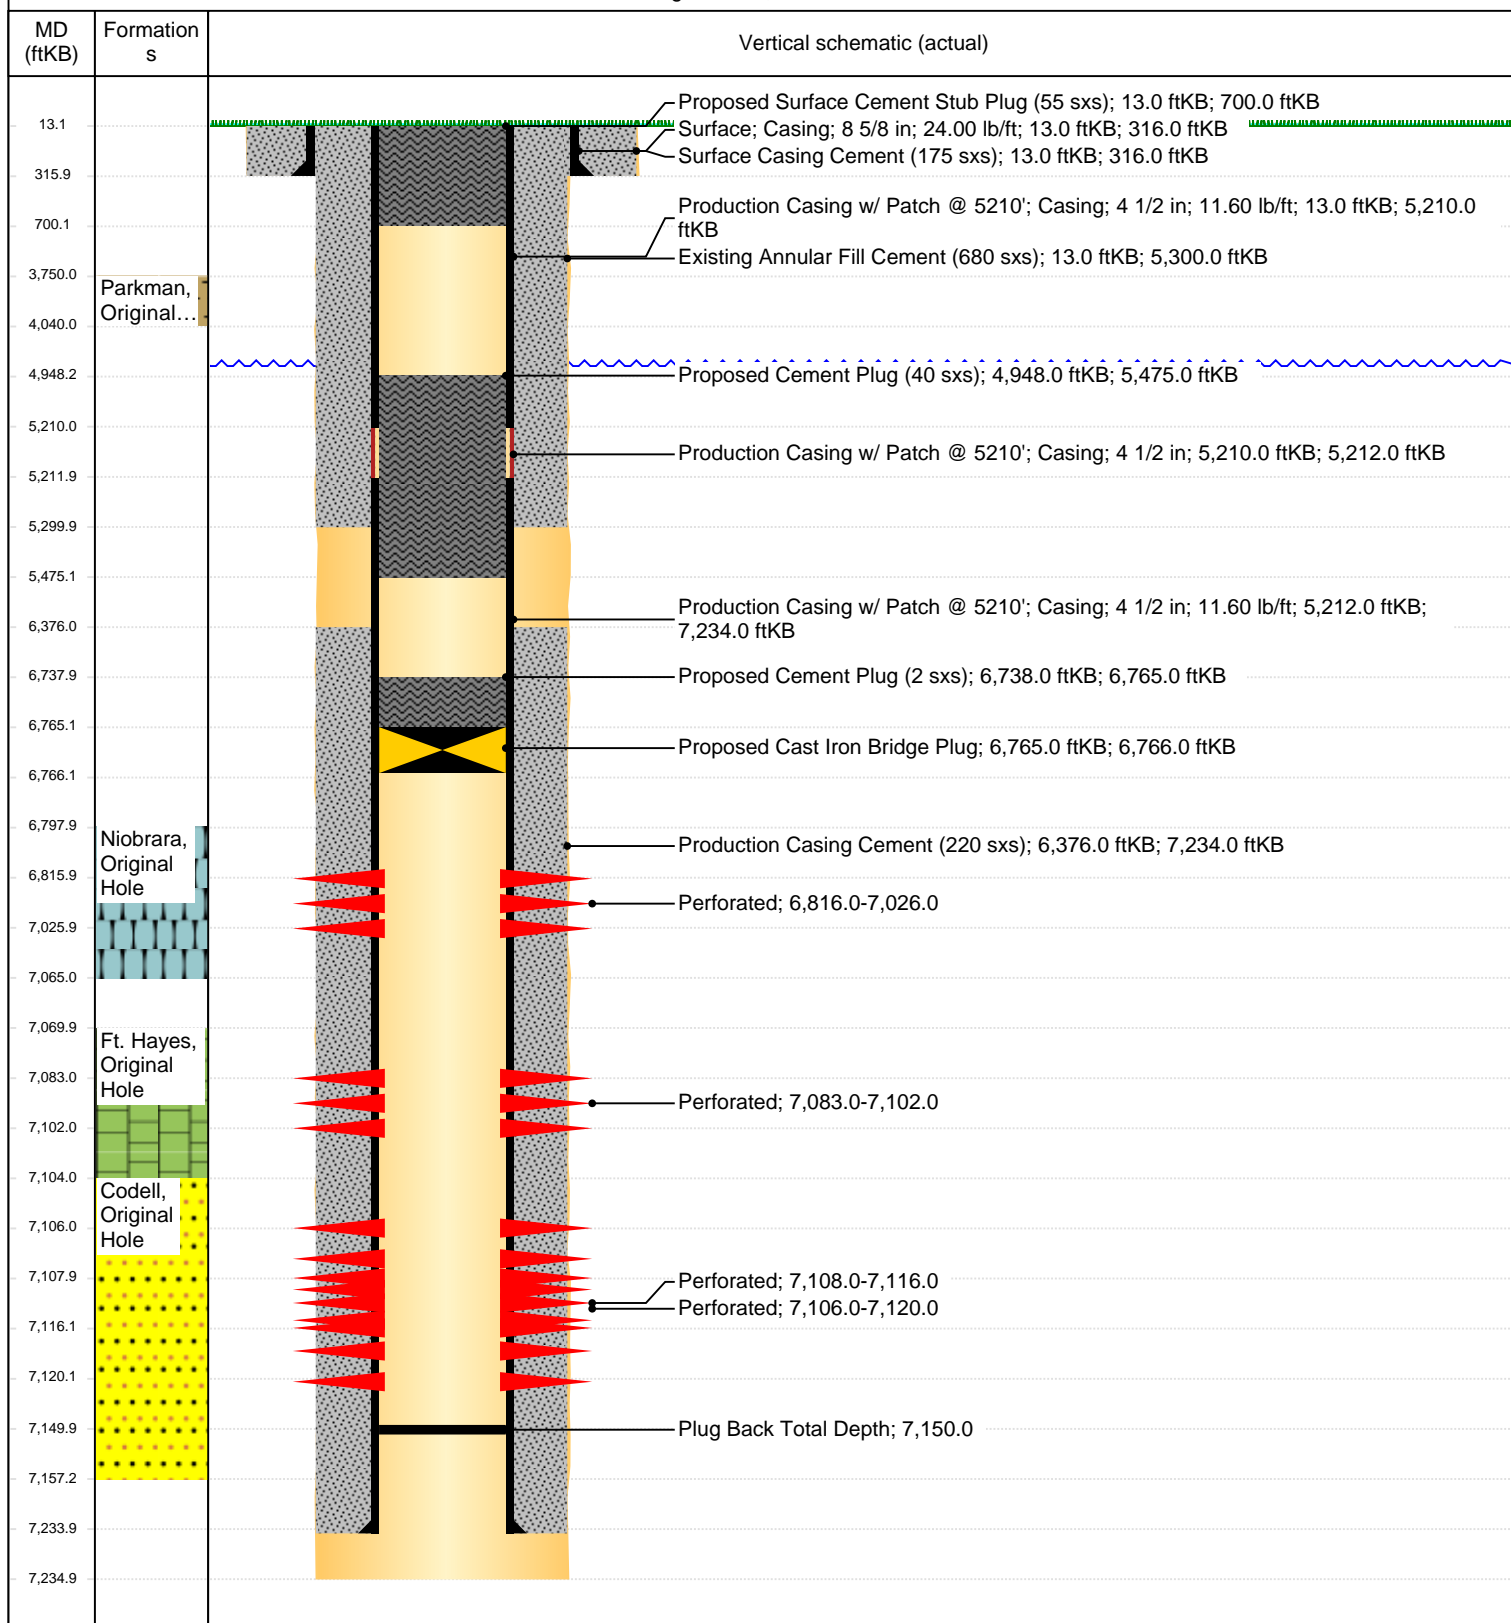 MD
(ftKB)
Formation
s
Vertical schematic (actual)
13.1
315.9
700.1
3,750.0
4,040.0
4,948.2
5,210.0
5,211.9
5,299.9
5,475.1
6,376.0
6,737.9
6,765.1
6,766.1
6,797.9
6,815.9
7,025.9
7,065.0
7,069.9
7,083.0
7,102.0
7,104.0
7,106.0
7,107.9
7,116.1
7,120.1
7,149.9
7,157.2
7,233.9
7,234.9
Parkman,
Original…
Niobrara,
Original
Hole
Ft. Hayes,
Original
Hole
Codell,
Original
Hole
Proposed Surface Cement Stub Plug (55 sxs); 13.0 ftKB; 700.0 ftKB
Surface; Casing; 8 5/8 in; 24.00 lb/ft; 13.0 ftKB; 316.0 ftKB
Surface Casing Cement (175 sxs); 13.0 ftKB; 316.0 ftKB
Production Casing w/ Patch @ 5210'; Casing; 4 1/2 in; 11.60 lb/ft; 13.0 ftKB; 5,210.0
ftKB
Existing Annular Fill Cement (680 sxs); 13.0 ftKB; 5,300.0 ftKB
Proposed Cement Plug (40 sxs); 4,948.0 ftKB; 5,475.0 ftKB
Production Casing w/ Patch @ 5210'; Casing; 4 1/2 in; 5,210.0 ftKB; 5,212.0 ftKB
Production Casing w/ Patch @ 5210'; Casing; 4 1/2 in; 11.60 lb/ft; 5,212.0 ftKB;
7,234.0 ftKB
Proposed Cement Plug (2 sxs); 6,738.0 ftKB; 6,765.0 ftKB
Proposed Cast Iron Bridge Plug; 6,765.0 ftKB; 6,766.0 ftKB
Production Casing Cement (220 sxs); 6,376.0 ftKB; 7,234.0 ftKB
Perforated; 6,816.0-7,026.0
Perforated; 7,083.0-7,102.0
Perforated; 7,108.0-7,116.0
Perforated; 7,106.0-7,120.0
Plug Back Total Depth; 7,150.0